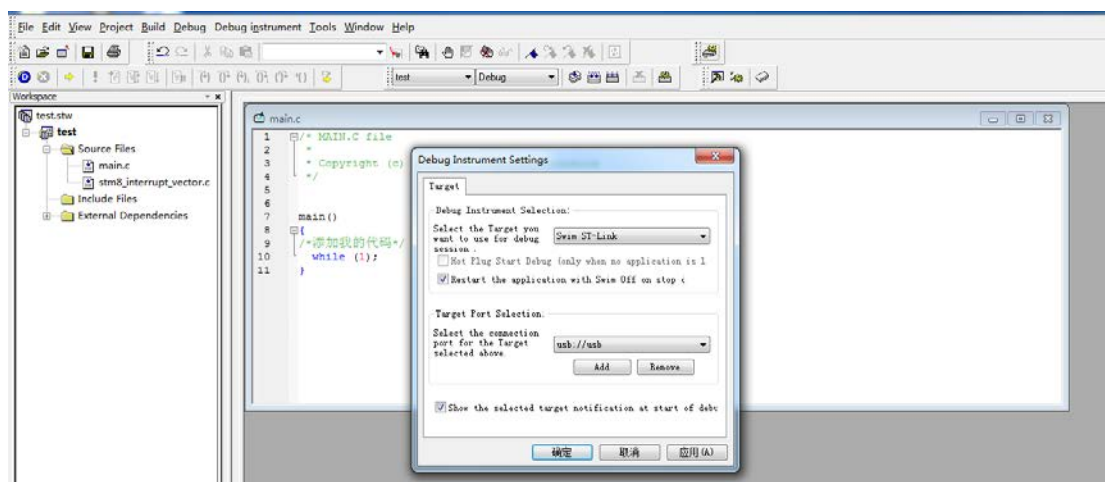 File Edit View Project Build Debug Debug instrument Tools Window Help
test Debug
Workspace
test.stw
test
Source Files
main.c
stm8_interrupt_vector.c
Include Files
External Dependencies
main.c
1 /* MAIN.C file
2 *
3 * Copyright (c)
4 */
5
6
7 main()
8 {
9 /*添加我的代码*/
10 while (1);
11 }
Debug Instrument Settings
Target
Debug Instrument Selection:
Select the Target you
want to use for debug
session .
Swim ST-Link
Hot Plug Start Debug (only when no application is l
Restart the application with Swim Off on stop c
Target Port Selection.
Select the connection
port for the Target
selected above.
usb://usb
Add Remove
Show the selected target notification at start of debu
确定 取消 应用(A)